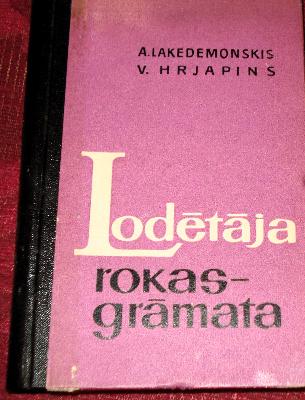 A. LAKEDEMONSKIS
V. HRJAPINS
Lodētāja
rokas-
grāmata